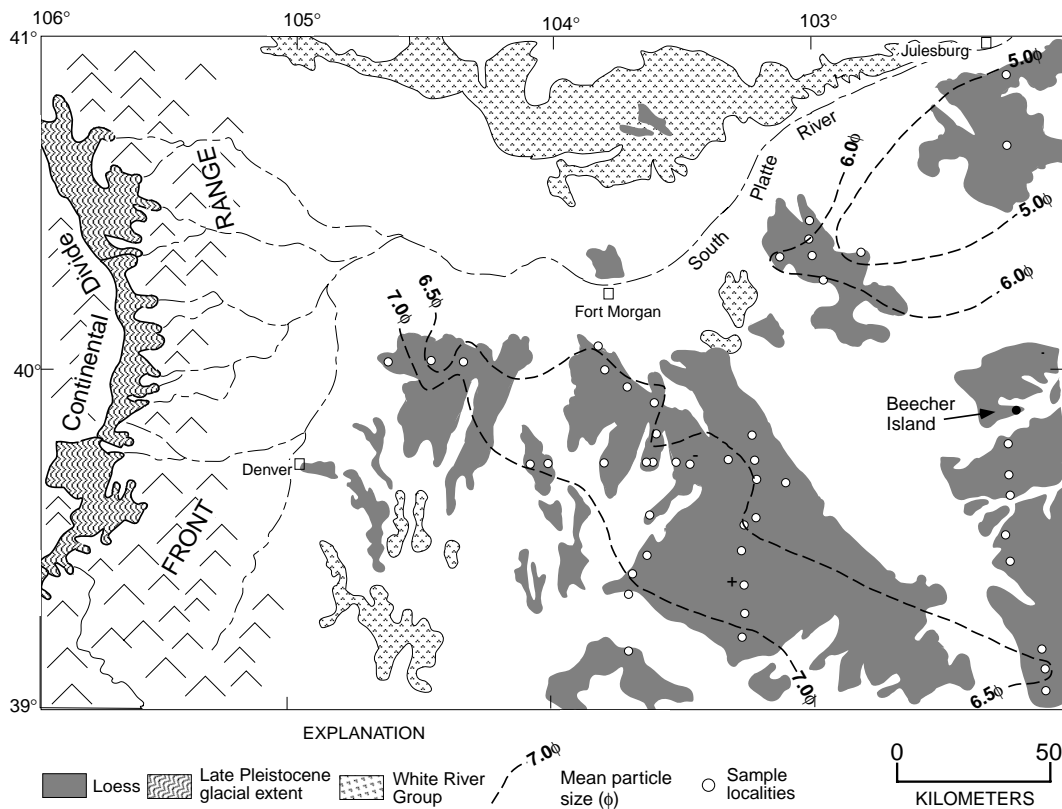 106°
105°
104°
103°
41°
Julesburg
5.0ϕ
River
6.0ϕ
Platte
South
5.0ϕ
6.0ϕ
RANGE
Continental Divide
6.5ϕ
7.0ϕ
Fort Morgan
40°
Beecher
Island
Denver
FRONT
39°
7.0ϕ
6.5ϕ
EXPLANATION
Loess
Late Pleistocene
glacial extent
White River
Group
7.0ϕ
Mean particle
size (ϕ)
Sample
localities
0 50
KILOMETERS